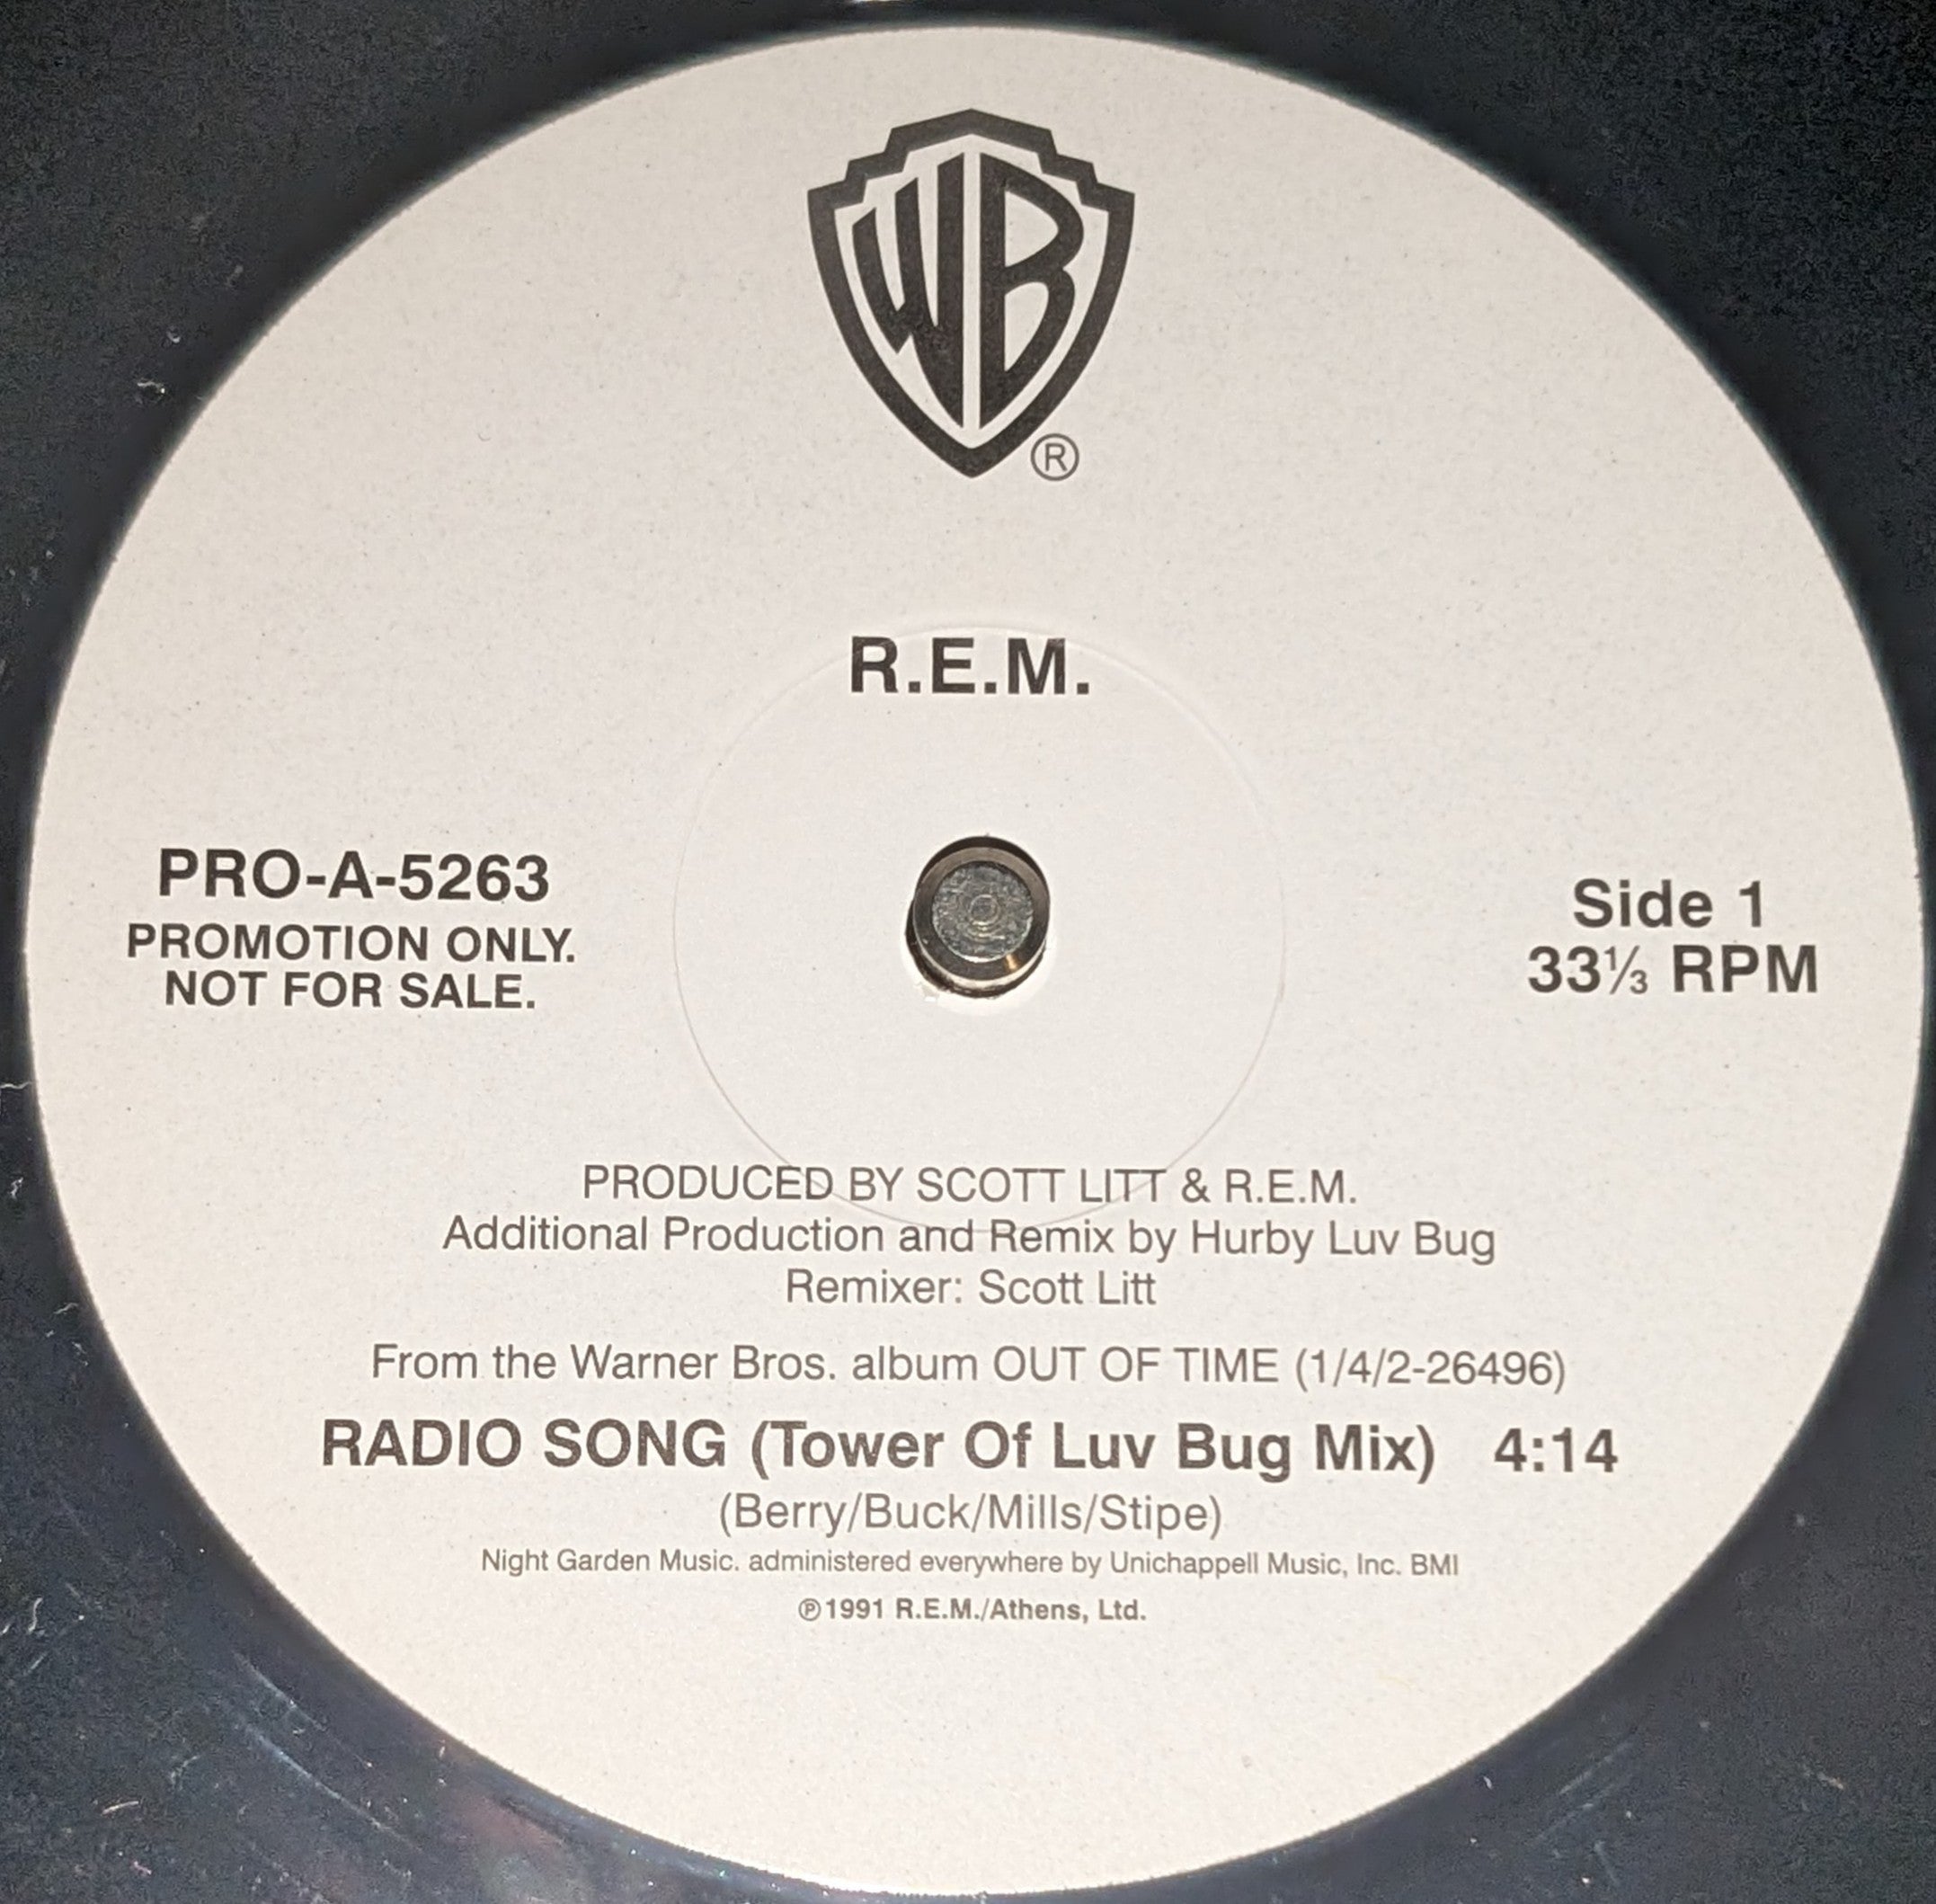 WB
®
R.E.M.
PRO-A-5263
PROMOTION ONLY.
NOT FOR SALE.
Side 1
33⅓ RPM
PRODUCED BY SCOTT LITT & R.E.M.
Additional Production and Remix by Hurby Luv Bug
Remixer: Scott Litt
From the Warner Bros. album OUT OF TIME (1/4/2-26496)
RADIO SONG (Tower Of Luv Bug Mix) 4:14
(Berry/Buck/Mills/Stipe)
Night Garden Music. administered everywhere by Unichappell Music, Inc. BMI
℗1991 R.E.M./Athens, Ltd.